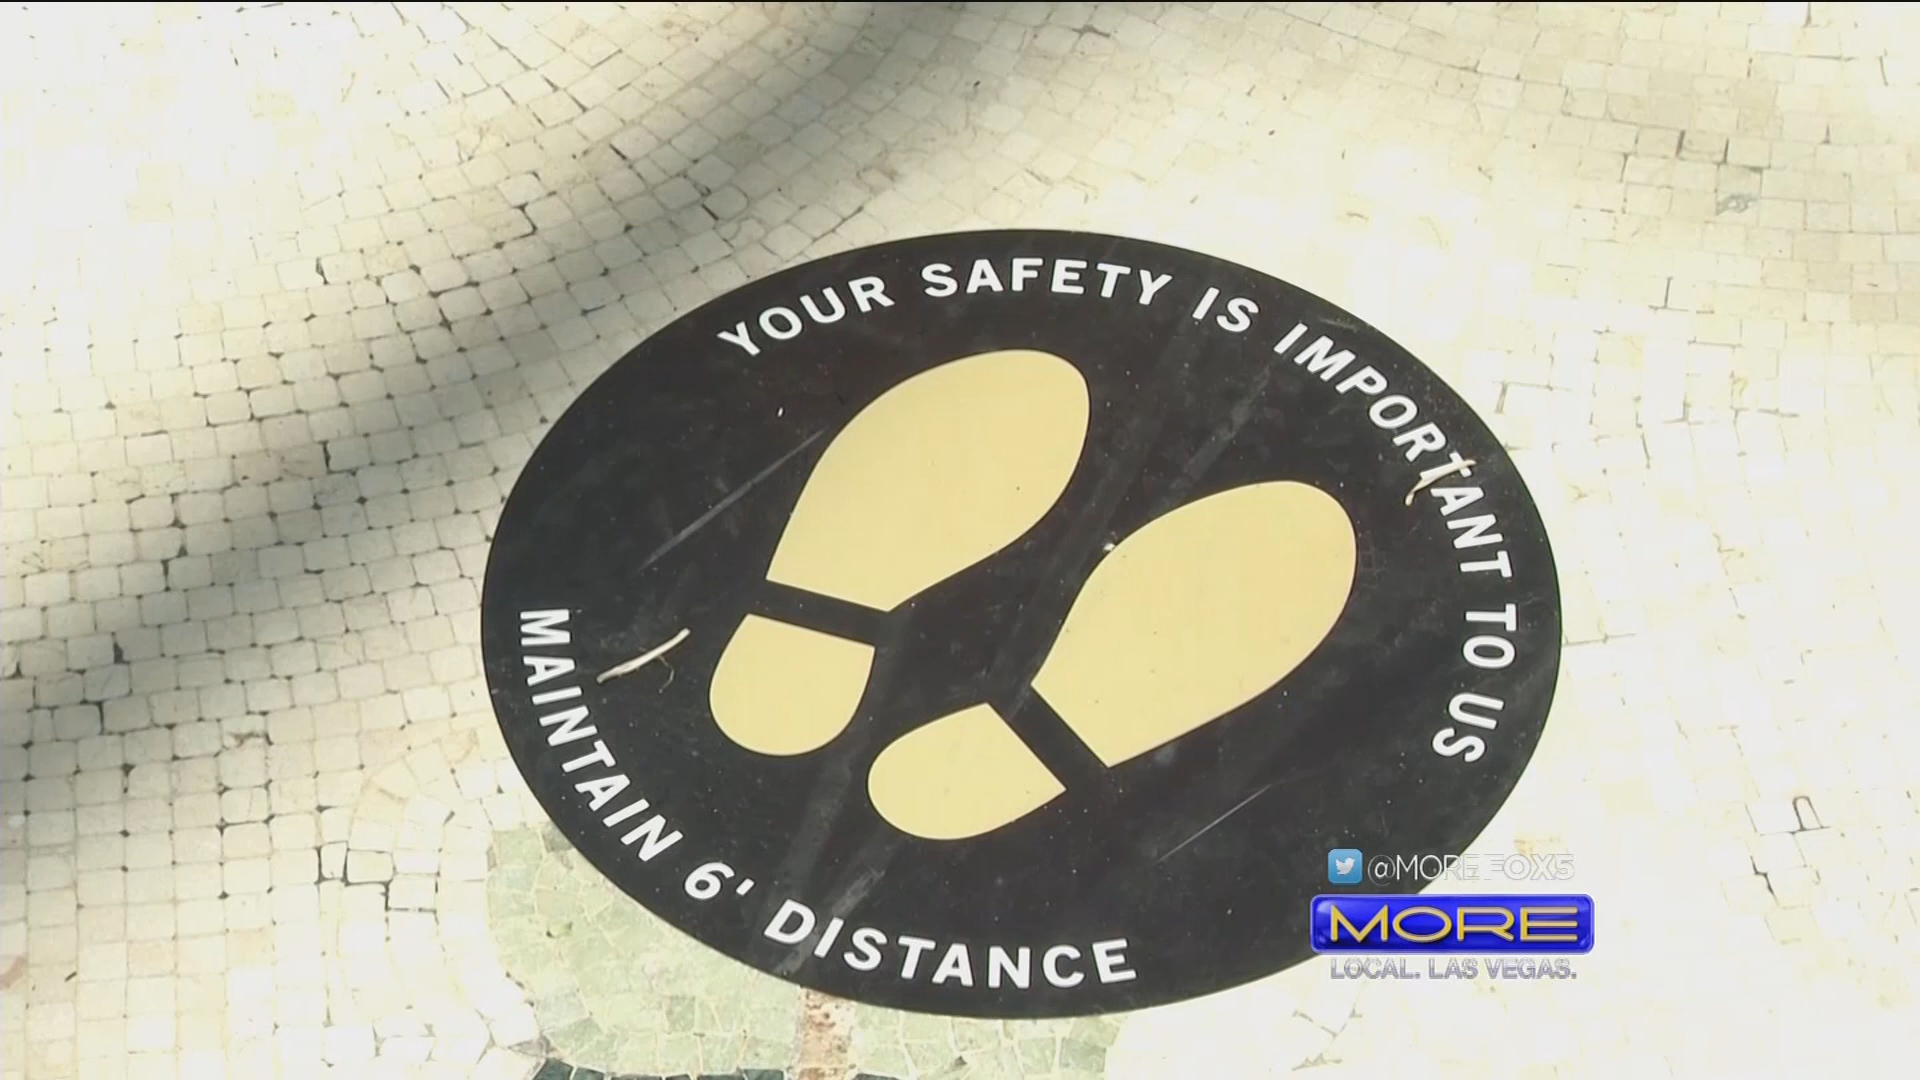 YOUR SAFETY IS IMPORTANT TO US
MAINTAIN 6' DISTANCE
@MOREFOX5
MORE
LOCAL. LAS VEGAS.